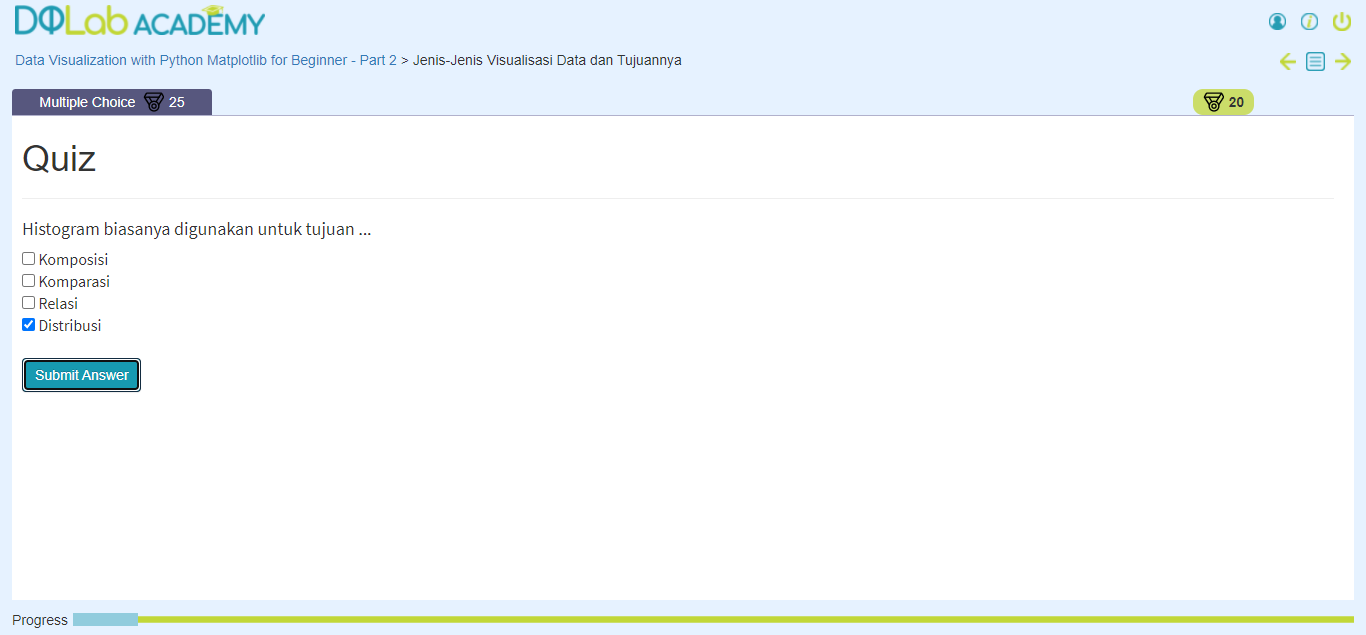 DQLab ACADEMY
Data Visualization with Python Matplotlib for Beginner - Part 2 > Jenis-Jenis Visualisasi Data dan Tujuannya
Multiple Choice 25
20
Quiz
Histogram biasanya digunakan untuk tujuan ...
Komposisi
Komparasi
Relasi
Distribusi
Submit Answer
Progress